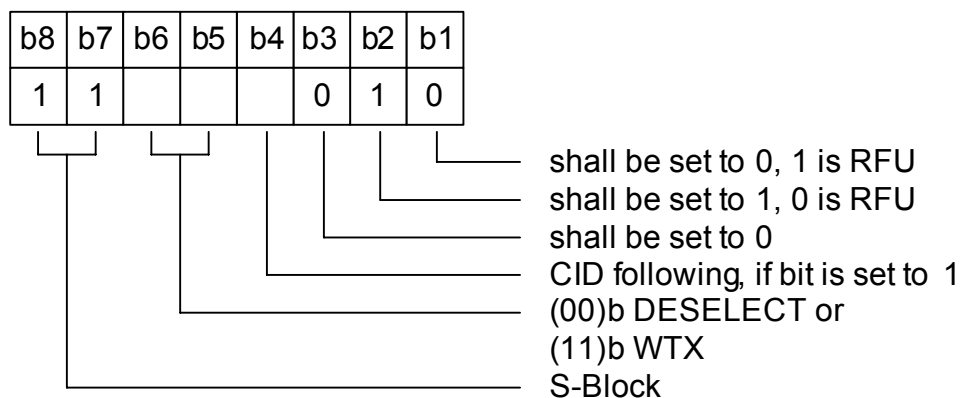 b8 b7 b6 b5 b4 b3 b2 b1
1 1 0 1 0
shall be set to 0, 1 is RFU
shall be set to 1, 0 is RFU
shall be set to 0
CID following, if bit is set to 1
(00)b DESELECT or
(11)b WTX
S-Block